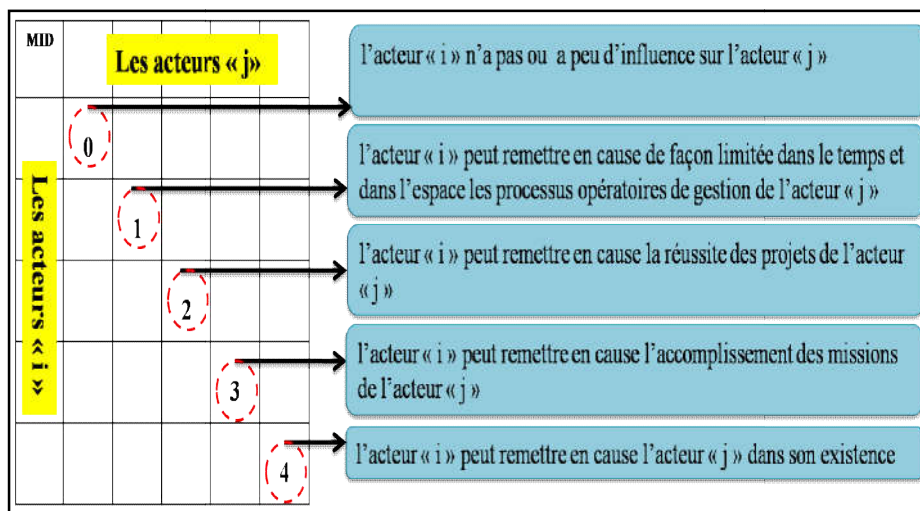 MID
Les acteurs « j»
Les acteurs « i »
0
l'acteur « i » n'a pas ou a peu d'influence sur l'acteur « j »
1
l'acteur « i » peut remettre en cause de façon limitée dans le temps et
dans l'espace les processus opératoires de gestion de l'acteur « j »
2
l'acteur « i » peut remettre en cause la réussite des projets de l'acteur
« j »
3
l'acteur « i » peut remettre en cause l'accomplissement des missions
de l'acteur « j »
4
l'acteur « i » peut remettre en cause l'acteur « j » dans son existence